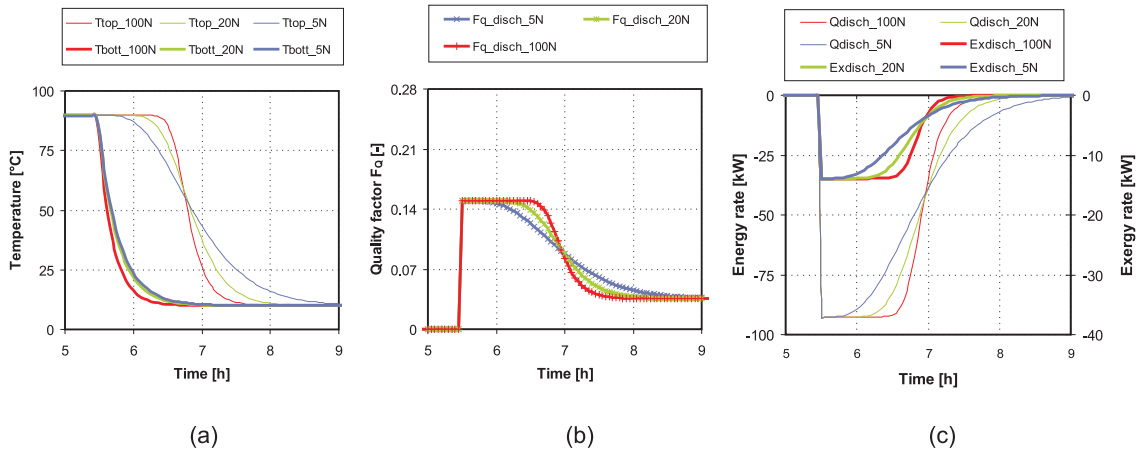 Ttop_100N Ttop_20N Ttop_5N
Tbott_100N Tbott_20N Tbott_5N
100
75
50
25
0
Temperature [°C]
5 6 7 8 9
Time [h]
(a)
Fq_disch_5N Fq_disch_20N
Fq_disch_100N
0.28
0.21
0.14
0.07
0
Quality factor FQ [-]
5 6 7 8 9
Time [h]
(b)
Qdisch_100N Qdisch_20N
Qdisch_5N Exdisch_100N
Exdisch_20N Exdisch_5N
0
-25
-50
-75
-100
Energy rate [kW]
0
-10
-20
-30
-40
Exergy rate [kW]
5 6 7 8 9
Time [h]
(c)